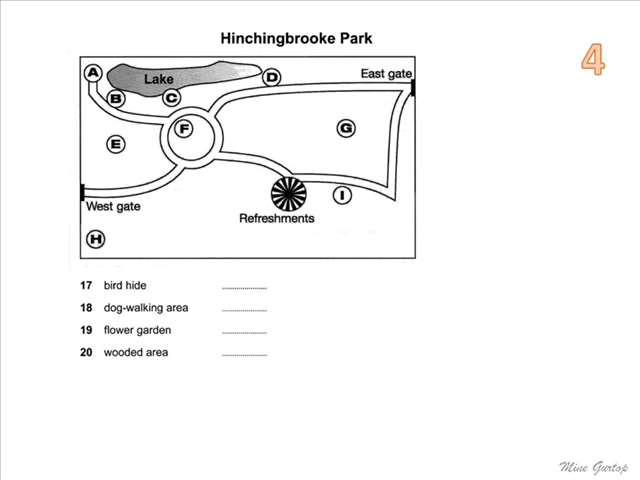 Hinchingbrooke Park
4
East gate
A
Lake
D
B
C
F
G
E
I
West gate
Refreshments
H
17 bird hide ....................
18 dog-walking area ....................
19 flower garden ....................
20 wooded area ....................
Mine Gurtop